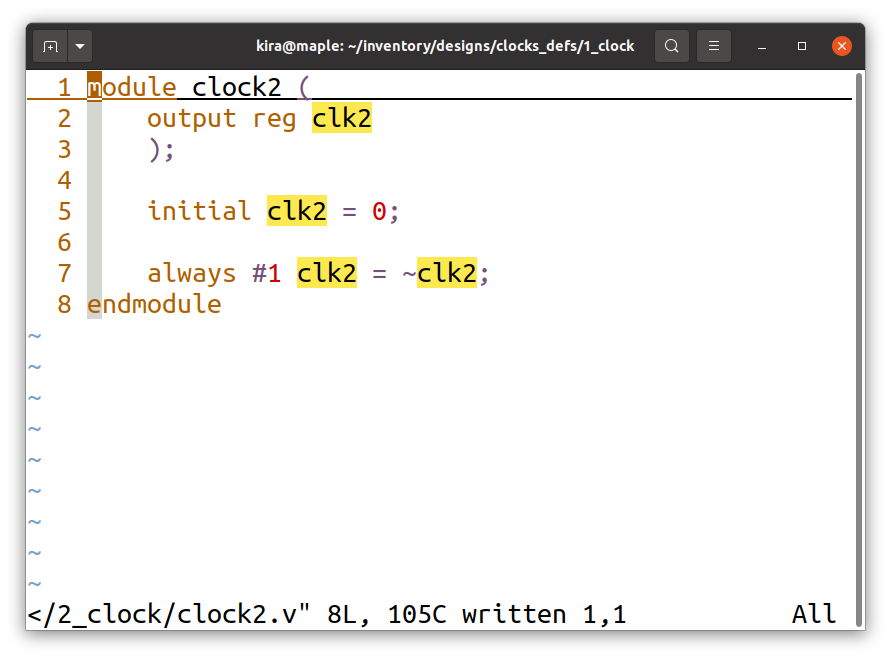 kira@maple: ~/inventory/designs/clocks_defs/1_clock
1 module clock2 (
2     output reg clk2
3     );
4
5     initial clk2 = 0;
6
7     always #1 clk2 = ~clk2;
8 endmodule
~
~
~
~
~
~
~
~
~
</2_clock/clock2.v" 8L, 105C written 1,1 All